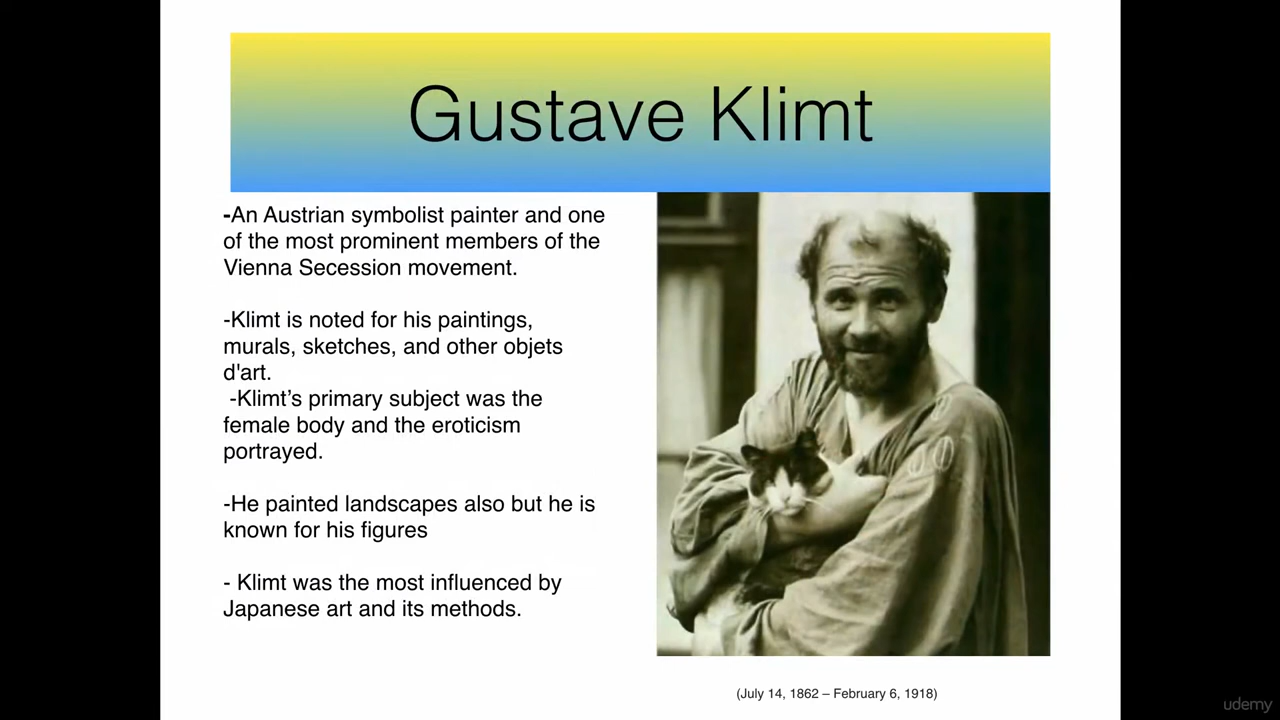 Gustave Klimt
-An Austrian symbolist painter and one
of the most prominent members of the
Vienna Secession movement.
-Klimt is noted for his paintings,
murals, sketches, and other objets
d'art.
-Klimt’s primary subject was the
female body and the eroticism
portrayed.
-He painted landscapes also but he is
known for his figures
- Klimt was the most influenced by
Japanese art and its methods.
(July 14, 1862 – February 6, 1918)
udemy